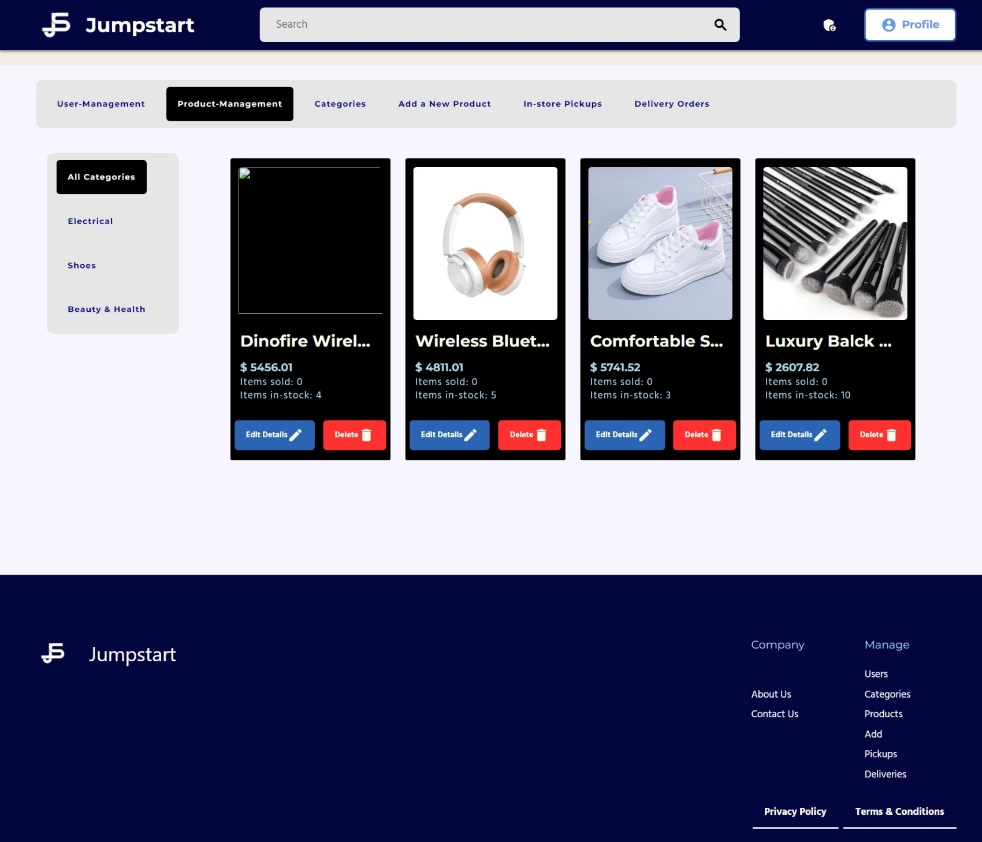 Jumpstart
Search
Profile
User-Management
Product-Management
Categories
Add a New Product
In-store Pickups
Delivery Orders
All Categories
Electrical
Shoes
Beauty & Health
Dinofire Wirel...
$ 5456.01
Items sold: 0
Items in-stock: 4
Edit Details
Delete
Wireless Bluet...
$ 4811.01
Items sold: 0
Items in-stock: 5
Edit Details
Delete
Comfortable S...
$ 5741.52
Items sold: 0
Items in-stock: 3
Edit Details
Delete
Luxury Balck ...
$ 2607.82
Items sold: 0
Items in-stock: 10
Edit Details
Delete
Jumpstart
Company
About Us
Contact Us
Manage
Users
Categories
Products
Add
Pickups
Deliveries
Privacy Policy
Terms & Conditions